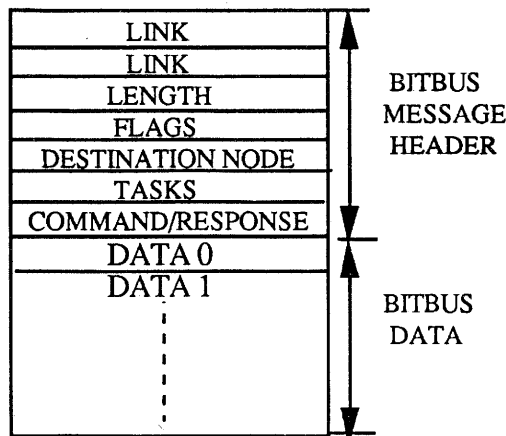 LINK
LINK
LENGTH
FLAGS
DESTINATION NODE
TASKS
COMMAND/RESPONSE
DATA 0
DATA 1
BITBUS
MESSAGE
HEADER
BITBUS
DATA